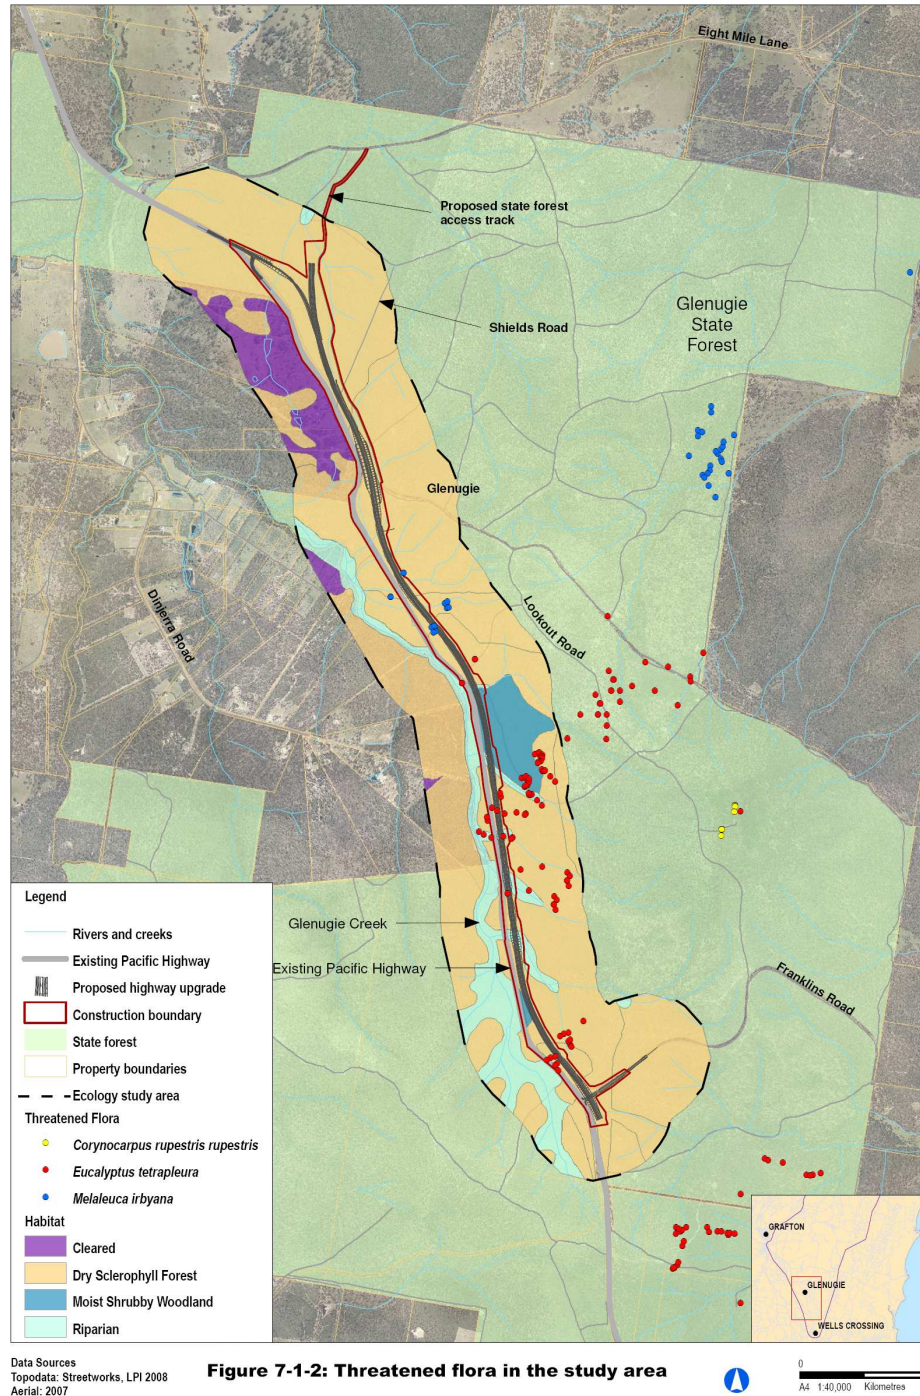 Eight Mile Lane
Proposed state forest
access track
Glenugie
State
Forest
Shields Road
Glenugie
Lookout Road
Dinjerra Road
Legend
Rivers and creeks
Existing Pacific Highway
Proposed highway upgrade
Construction boundary
State forest
Property boundaries
Ecology study area
Threatened Flora
Corynocarpus rupestris rupestris
Eucalyptus tetrapleura
Melaleuca irbyana
Habitat
Cleared
Dry Sclerophyll Forest
Moist Shrubby Woodland
Riparian
Glenugie Creek
Existing Pacific Highway
Franklins Road
GRAFTON
GLENUGIE
WELLS CROSSING
Data Sources
Topodata: Streetworks, LPI 2008
Aerial: 2007
Figure 7-1-2: Threatened flora in the study area
0
A4 1:40,000 Kilometres